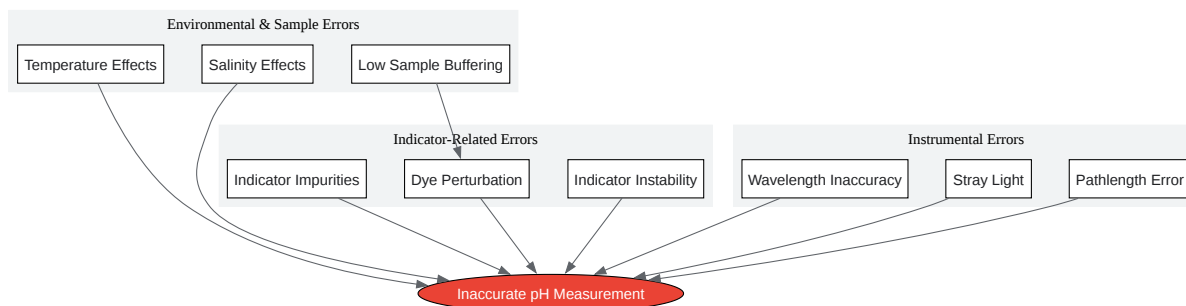 Environmental & Sample Errors
Temperature Effects
Salinity Effects
Low Sample Buffering
Indicator-Related Errors
Indicator Impurities
Dye Perturbation
Indicator Instability
Instrumental Errors
Wavelength Inaccuracy
Stray Light
Pathlength Error
Inaccurate pH Measurement